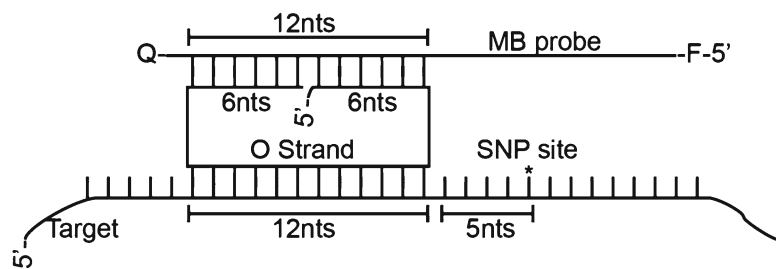 12nts
Q- MB probe -F-5'
6nts 5' 6nts
O Strand SNP site
*
Target 12nts 5nts
5'